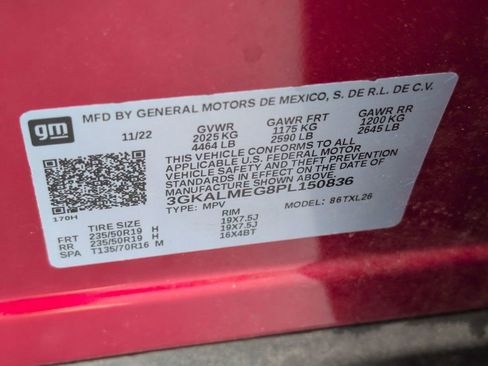 gm
MFD BY GENERAL MOTORS DE MEXICO, S. DE R.L. DE C.V.
11/22 GVWR GAWR FRT GAWR RR
2025 KG 1175 KG 1200 KG
4464 LB 2590 LB 2645 LB
THIS VEHICLE CONFORMS TO ALL
APPLICABLE U.S. FEDERAL MOTOR
VEHICLE SAFETY AND THEFT PREVENTION
STANDARDS IN EFFECT ON THE DATE OF
MANUFACTURE SHOWN ABOVE.
3GKALMEG8PL150836
170H TYPE: MPV MODEL: 86TXL26
TIRE SIZE RIM
FRT 235/50R19 H 19X7.5J
RR 235/50R19 H 19X7.5J
SPA T135/70R16 M 16X4BT